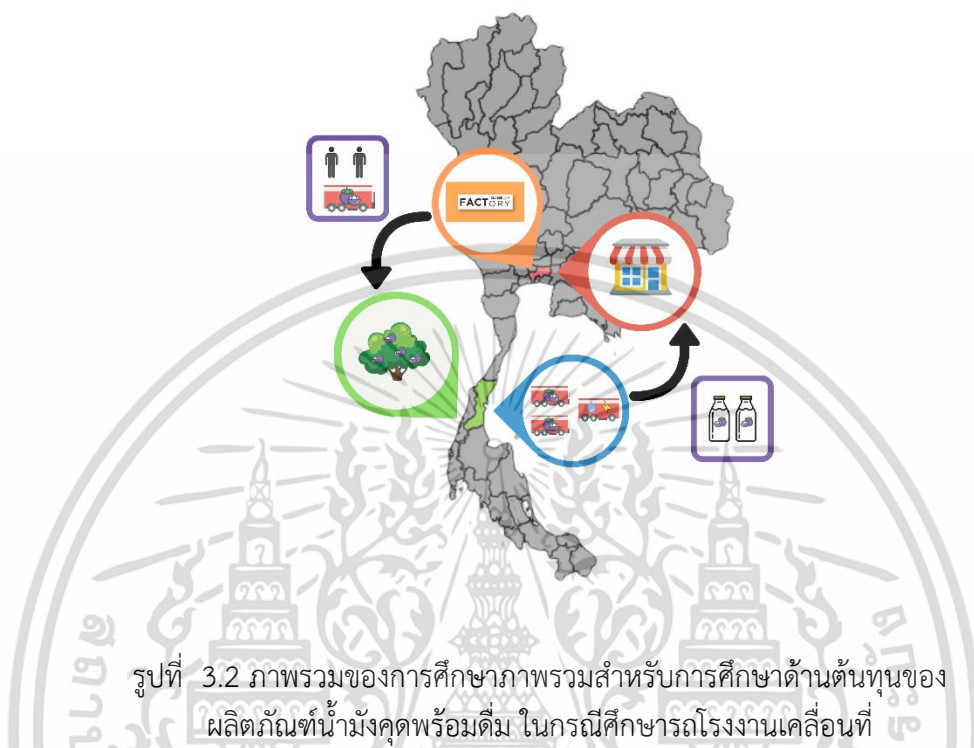 FACTORY
รูปที่ 3.2 ภาพรวมของการศึกษาภาพรวมสำหรับการศึกษาด้านต้นทุนของ
ผลิตภัณฑ์น้ำมังคุดพร้อมดื่ม ในกรณีศึกษารถโรงงานเคลื่อนที่